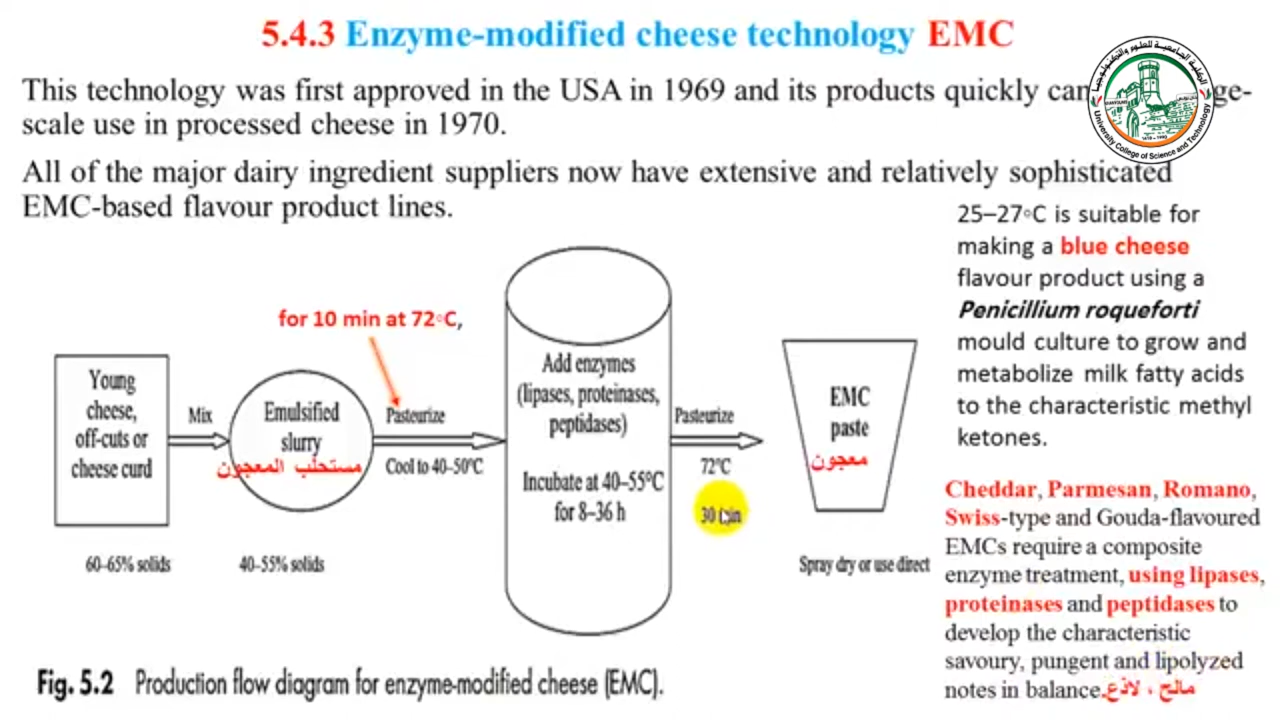 5.4.3 Enzyme-modified cheese technology EMC
This technology was first approved in the USA in 1969 and its products quickly
scale use in processed cheese in 1970.
All of the major dairy ingredient suppliers now have extensive and relatively sophisticated
EMC-based flavour product lines.
University College of Science and Technology
25–27◦C is suitable for
making a blue cheese
flavour product using a
Penicillium roqueforti
mould culture to grow and
metabolize milk fatty acids
to the characteristic methyl
ketones.
for 10 min at 72◦C,
Young
cheese,
off-cuts or
cheese curd
60–65% solids
Mix
Emulsified
slurry
مستحلب المعجون
40–55% solids
Pasteurize
Cool to 40–50°C
Add enzymes
(lipases, proteinases,
peptidases)
Incubate at 40–55°C
for 8–36 h
Pasteurize
72°C
30 min
EMC
paste
معجون
Spray dry or use direct
Cheddar, Parmesan, Romano,
Swiss-type and Gouda-flavoured
EMCs require a composite
enzyme treatment, using lipases,
proteinases and peptidases to
develop the characteristic
savoury, pungent and lipolyzed
notes in balance. مالح ، لاذع
Fig. 5.2 Production flow diagram for enzyme-modified cheese (EMC).